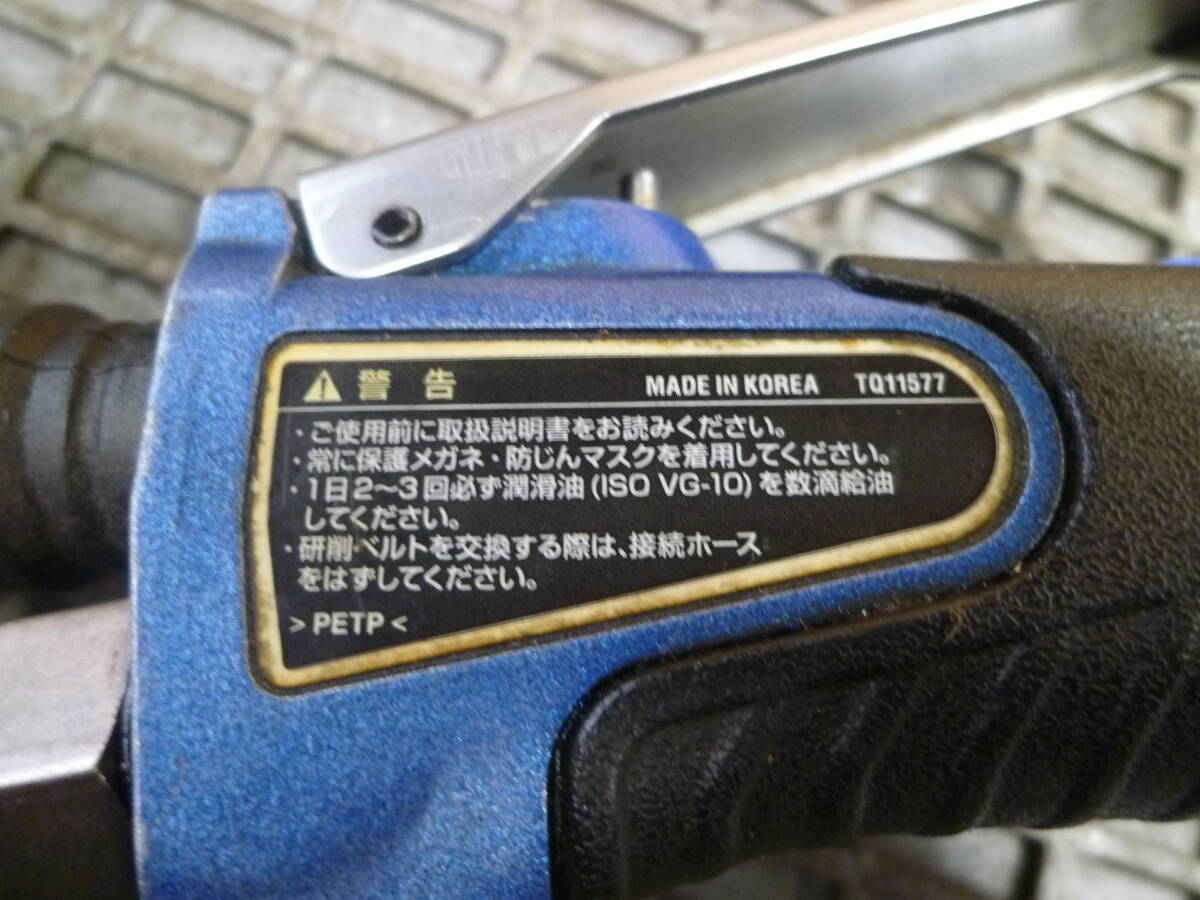 ⚠ 警告 MADE IN KOREA TQ11577
・ご使用前に取扱説明書をお読みください。
・常に保護メガネ・防じんマスクを着用してください。
・1日2〜3回必ず潤滑油(ISO VG-10)を数滴給油
してください。
・研削ベルトを交換する際は、接続ホース
をはずしてください。
>PETP<